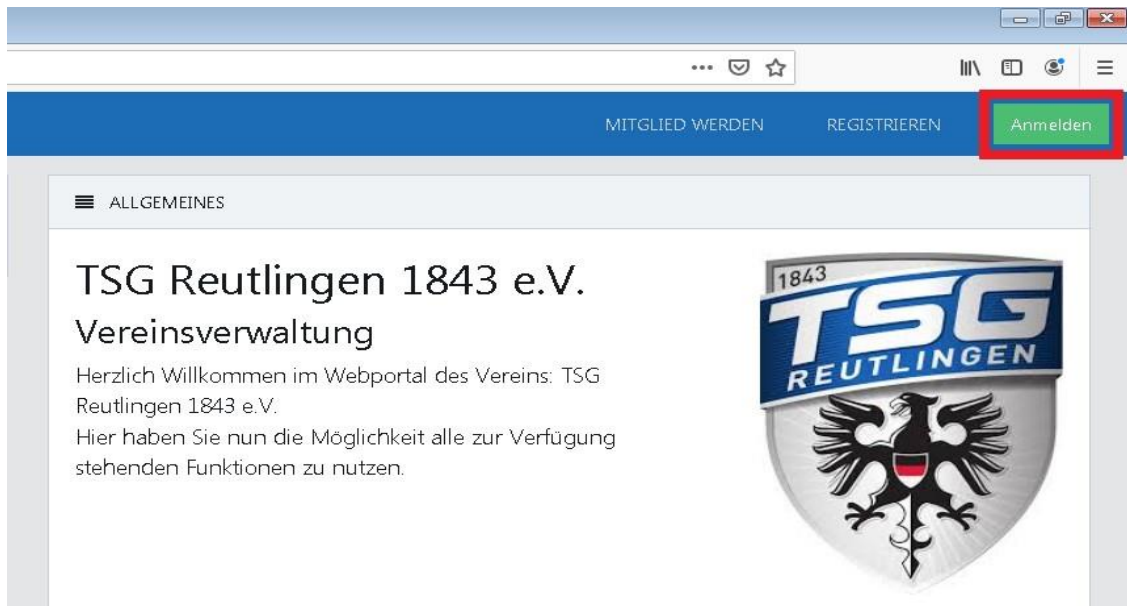 MITGLIED WERDEN REGISTRIEREN Anmelden
ALLGEMEINES
TSG Reutlingen 1843 e.V.
Vereinsverwaltung
Herzlich Willkommen im Webportal des Vereins: TSG
Reutlingen 1843 e.V.
Hier haben Sie nun die Möglichkeit alle zur Verfügung
stehenden Funktionen zu nutzen.
1843
TSG
REUTLINGEN